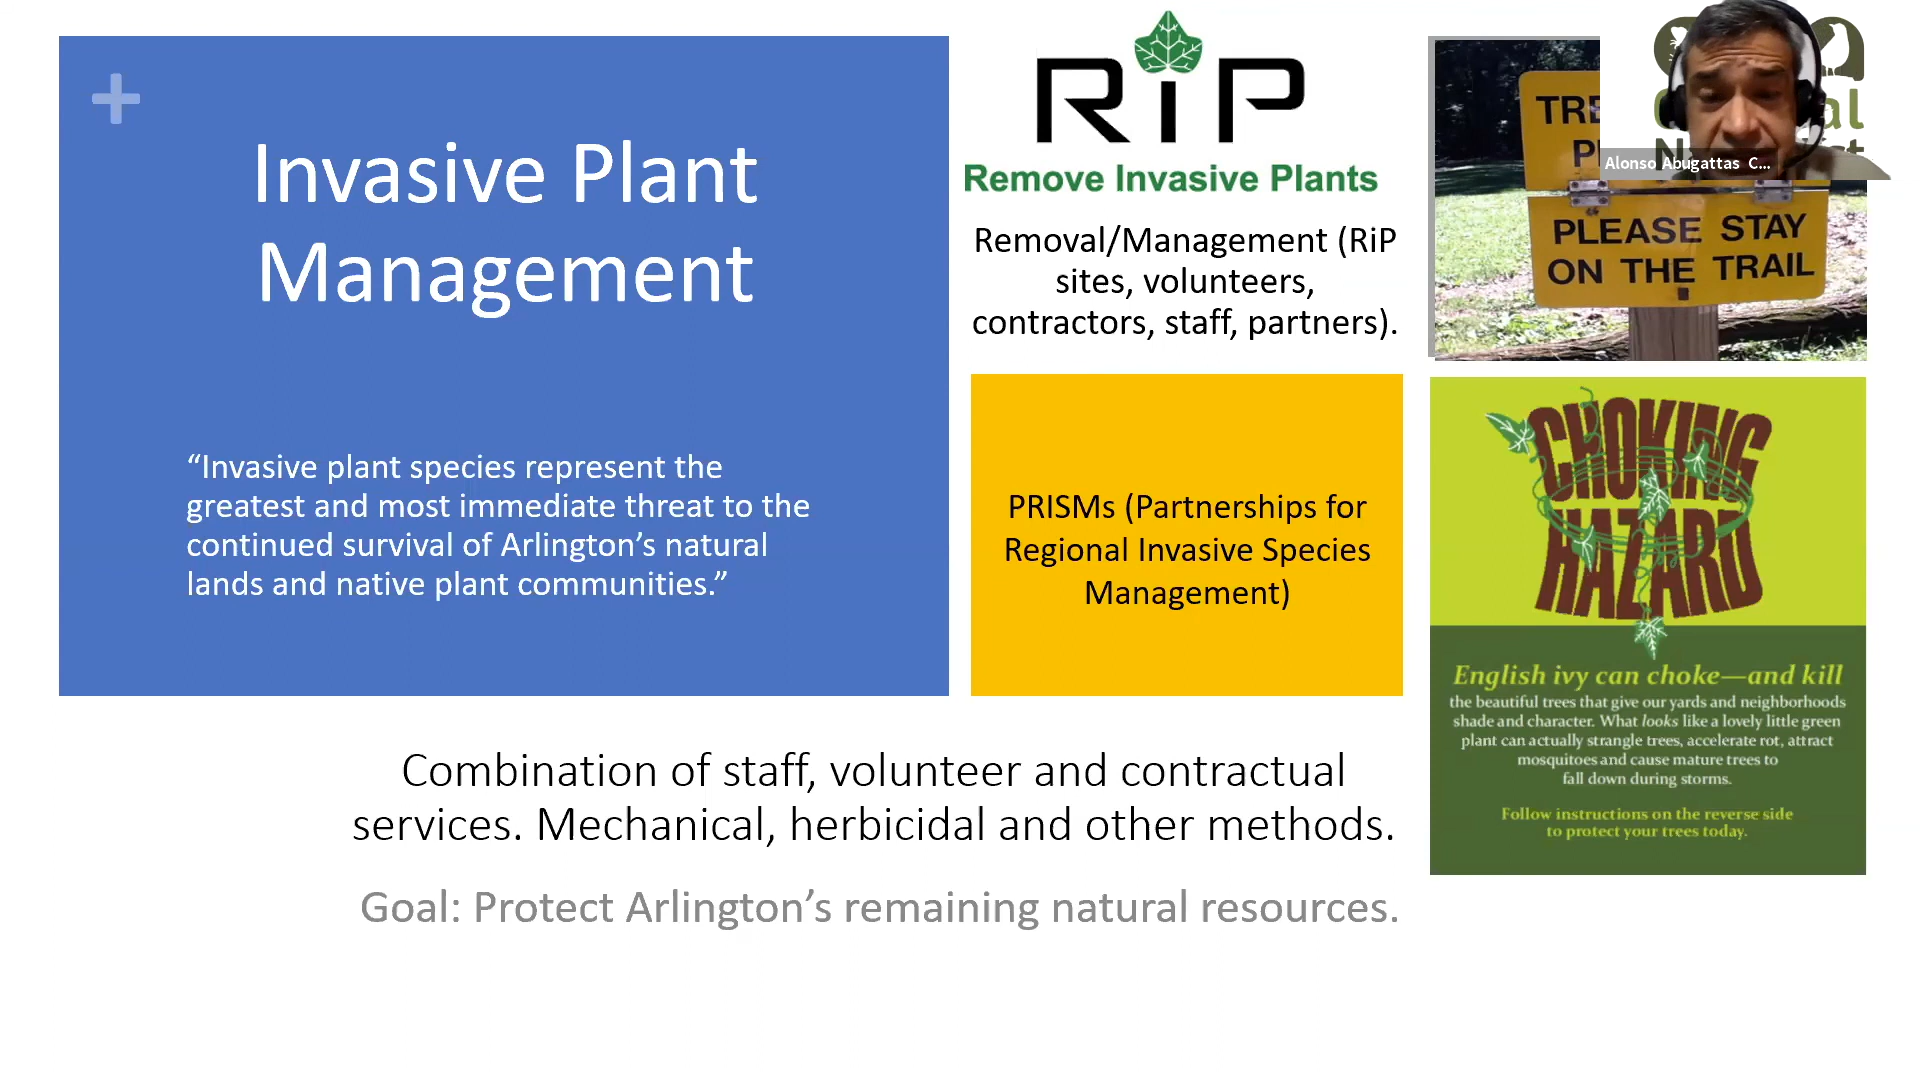 Invasive Plant
Management
“Invasive plant species represent the
greatest and most immediate threat to the
continued survival of Arlington’s natural
lands and native plant communities.”
RiP
Remove Invasive Plants
Removal/Management (RiP
sites, volunteers,
contractors, staff, partners).
PRISMs (Partnerships for
Regional Invasive Species
Management)
Alonso Abugattas C...
PLEASE STAY
ON THE TRAIL
CHOKING
HAZARD
English ivy can choke—and kill
the beautiful trees that give our yards and neighborhoods
shade and character. What looks like a lovely little green
plant can actually strangle trees, accelerate rot, attract
mosquitoes and cause mature trees to
fall down during storms.
Follow instructions on the reverse side
to protect your trees today.
Combination of staff, volunteer and contractual
services. Mechanical, herbicidal and other methods.
Goal: Protect Arlington’s remaining natural resources.